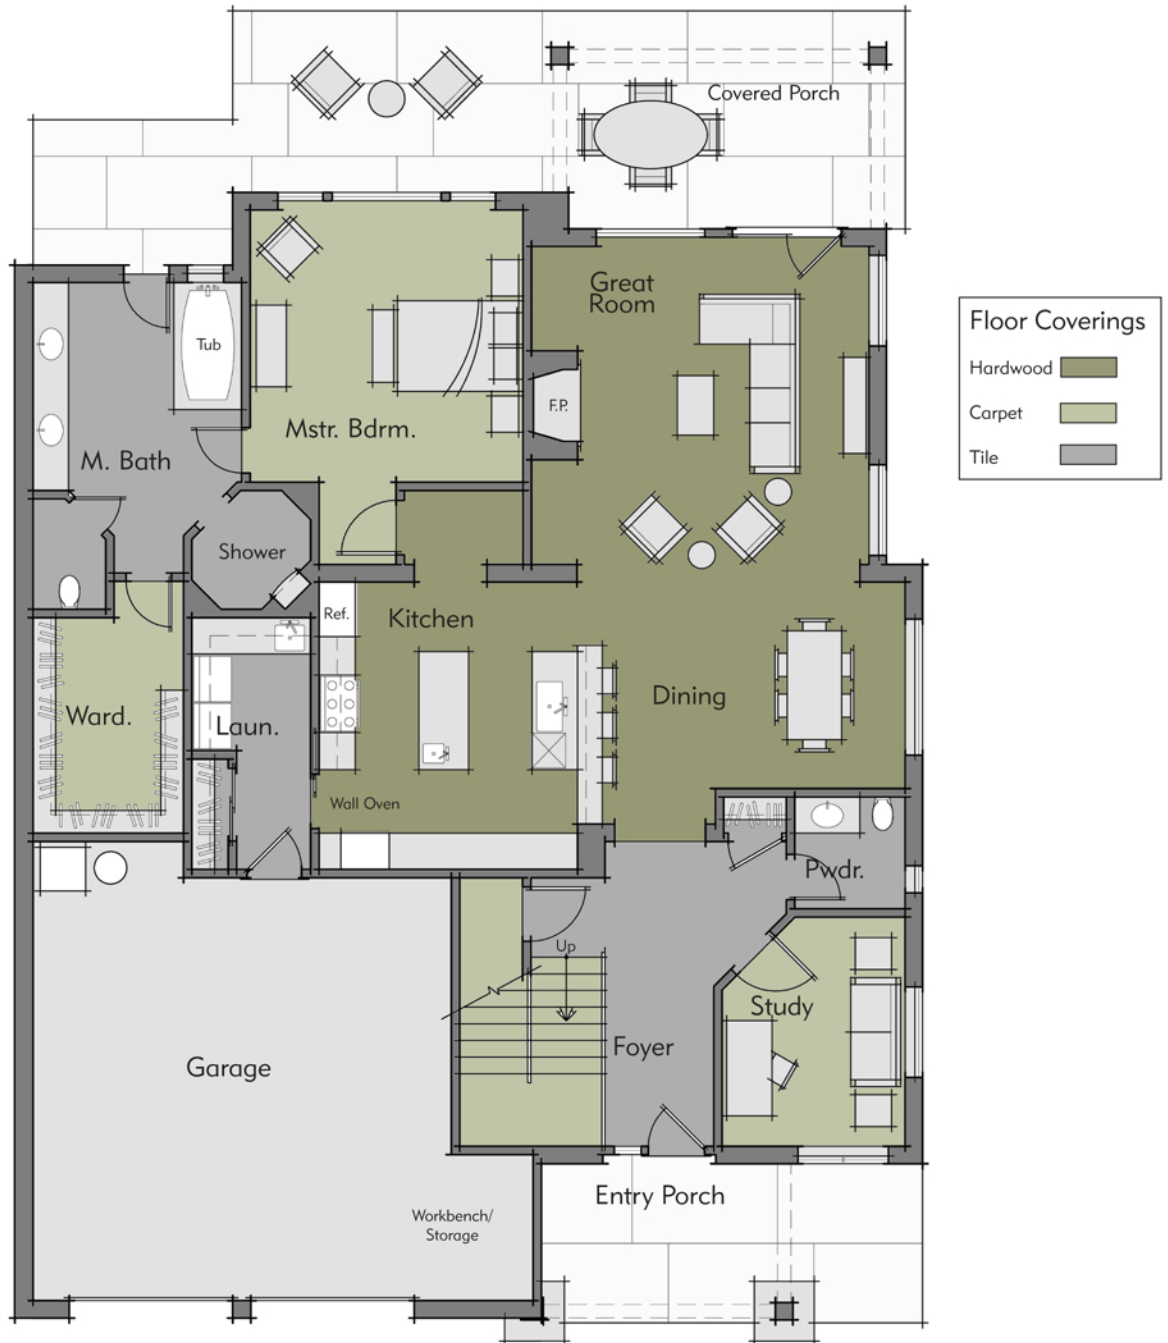 Covered Porch
Great
Room
Floor Coverings
Hardwood
Carpet
Tile
Tub
F.P.
Mstr. Bdrm.
M. Bath
Shower
Ref.
Kitchen
Dining
Ward.
Laun.
Wall Oven
Pwdr.
Up
Study
Foyer
Garage
Entry Porch
Workbench/
Storage